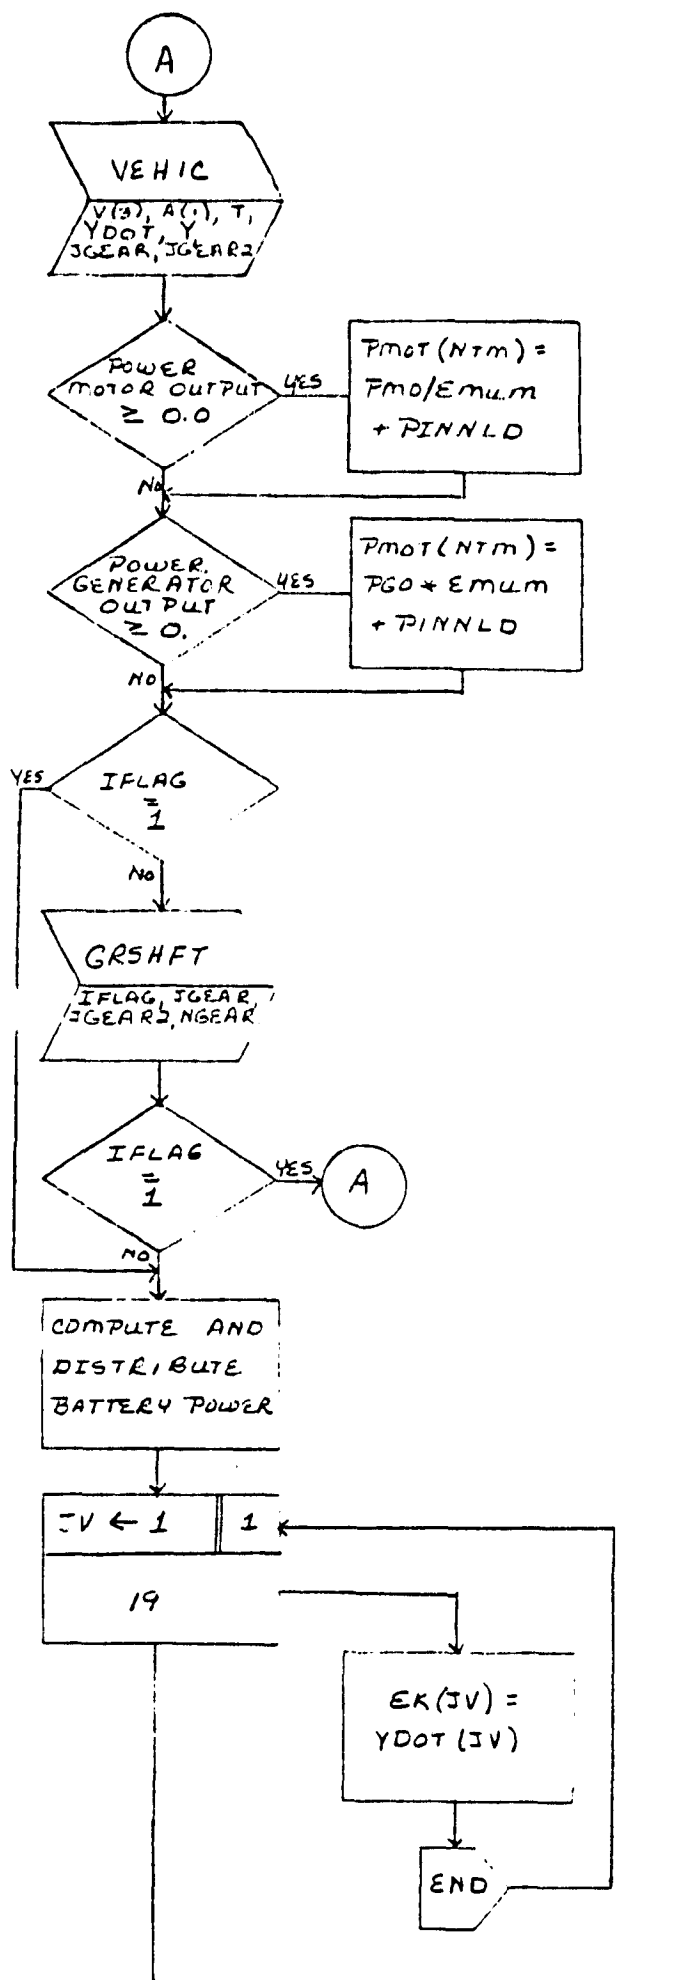 A
VEHIC
V(3), A(1), T,
YDOT, Y,
JGEAR, JGEAR2
POWER
MOTOR OUTPUT
≥ 0.0
YES
PMOT(NTM) =
PMO/EMUM
+ PINNLD
NO
POWER
GENERATOR
OUTPUT
≥ 0.
YES
PMOT(NTM) =
PGO * EMUM
+ PINNLD
NO
YES
IFLAG
=
1
NO
GRSHFT
IFLAG, JGEAR,
JGEAR2, NGEAR
IFLAG
=
1
YES
A
NO
COMPUTE AND
DISTRIBUTE
BATTERY POWER
JV ← 1
1
19
EK(JV) =
YDOT(JV)
END